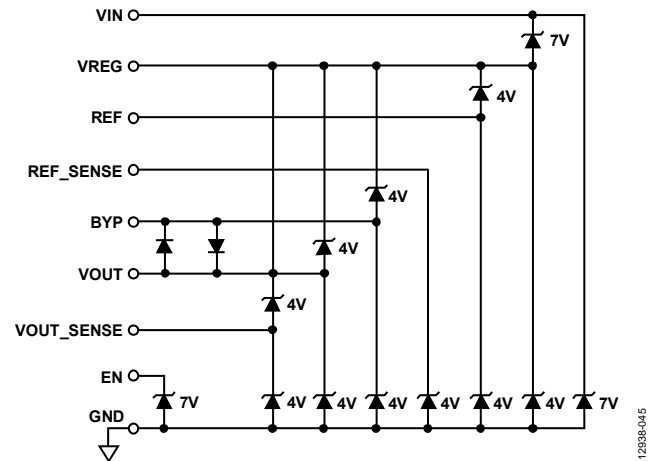 VIN
7V
VREG
4V
REF
REF_SENSE
4V
BYP
4V
VOUT
4V
VOUT_SENSE
EN
7V
4V
4V
4V
4V
4V
4V
7V
GND
12938-045